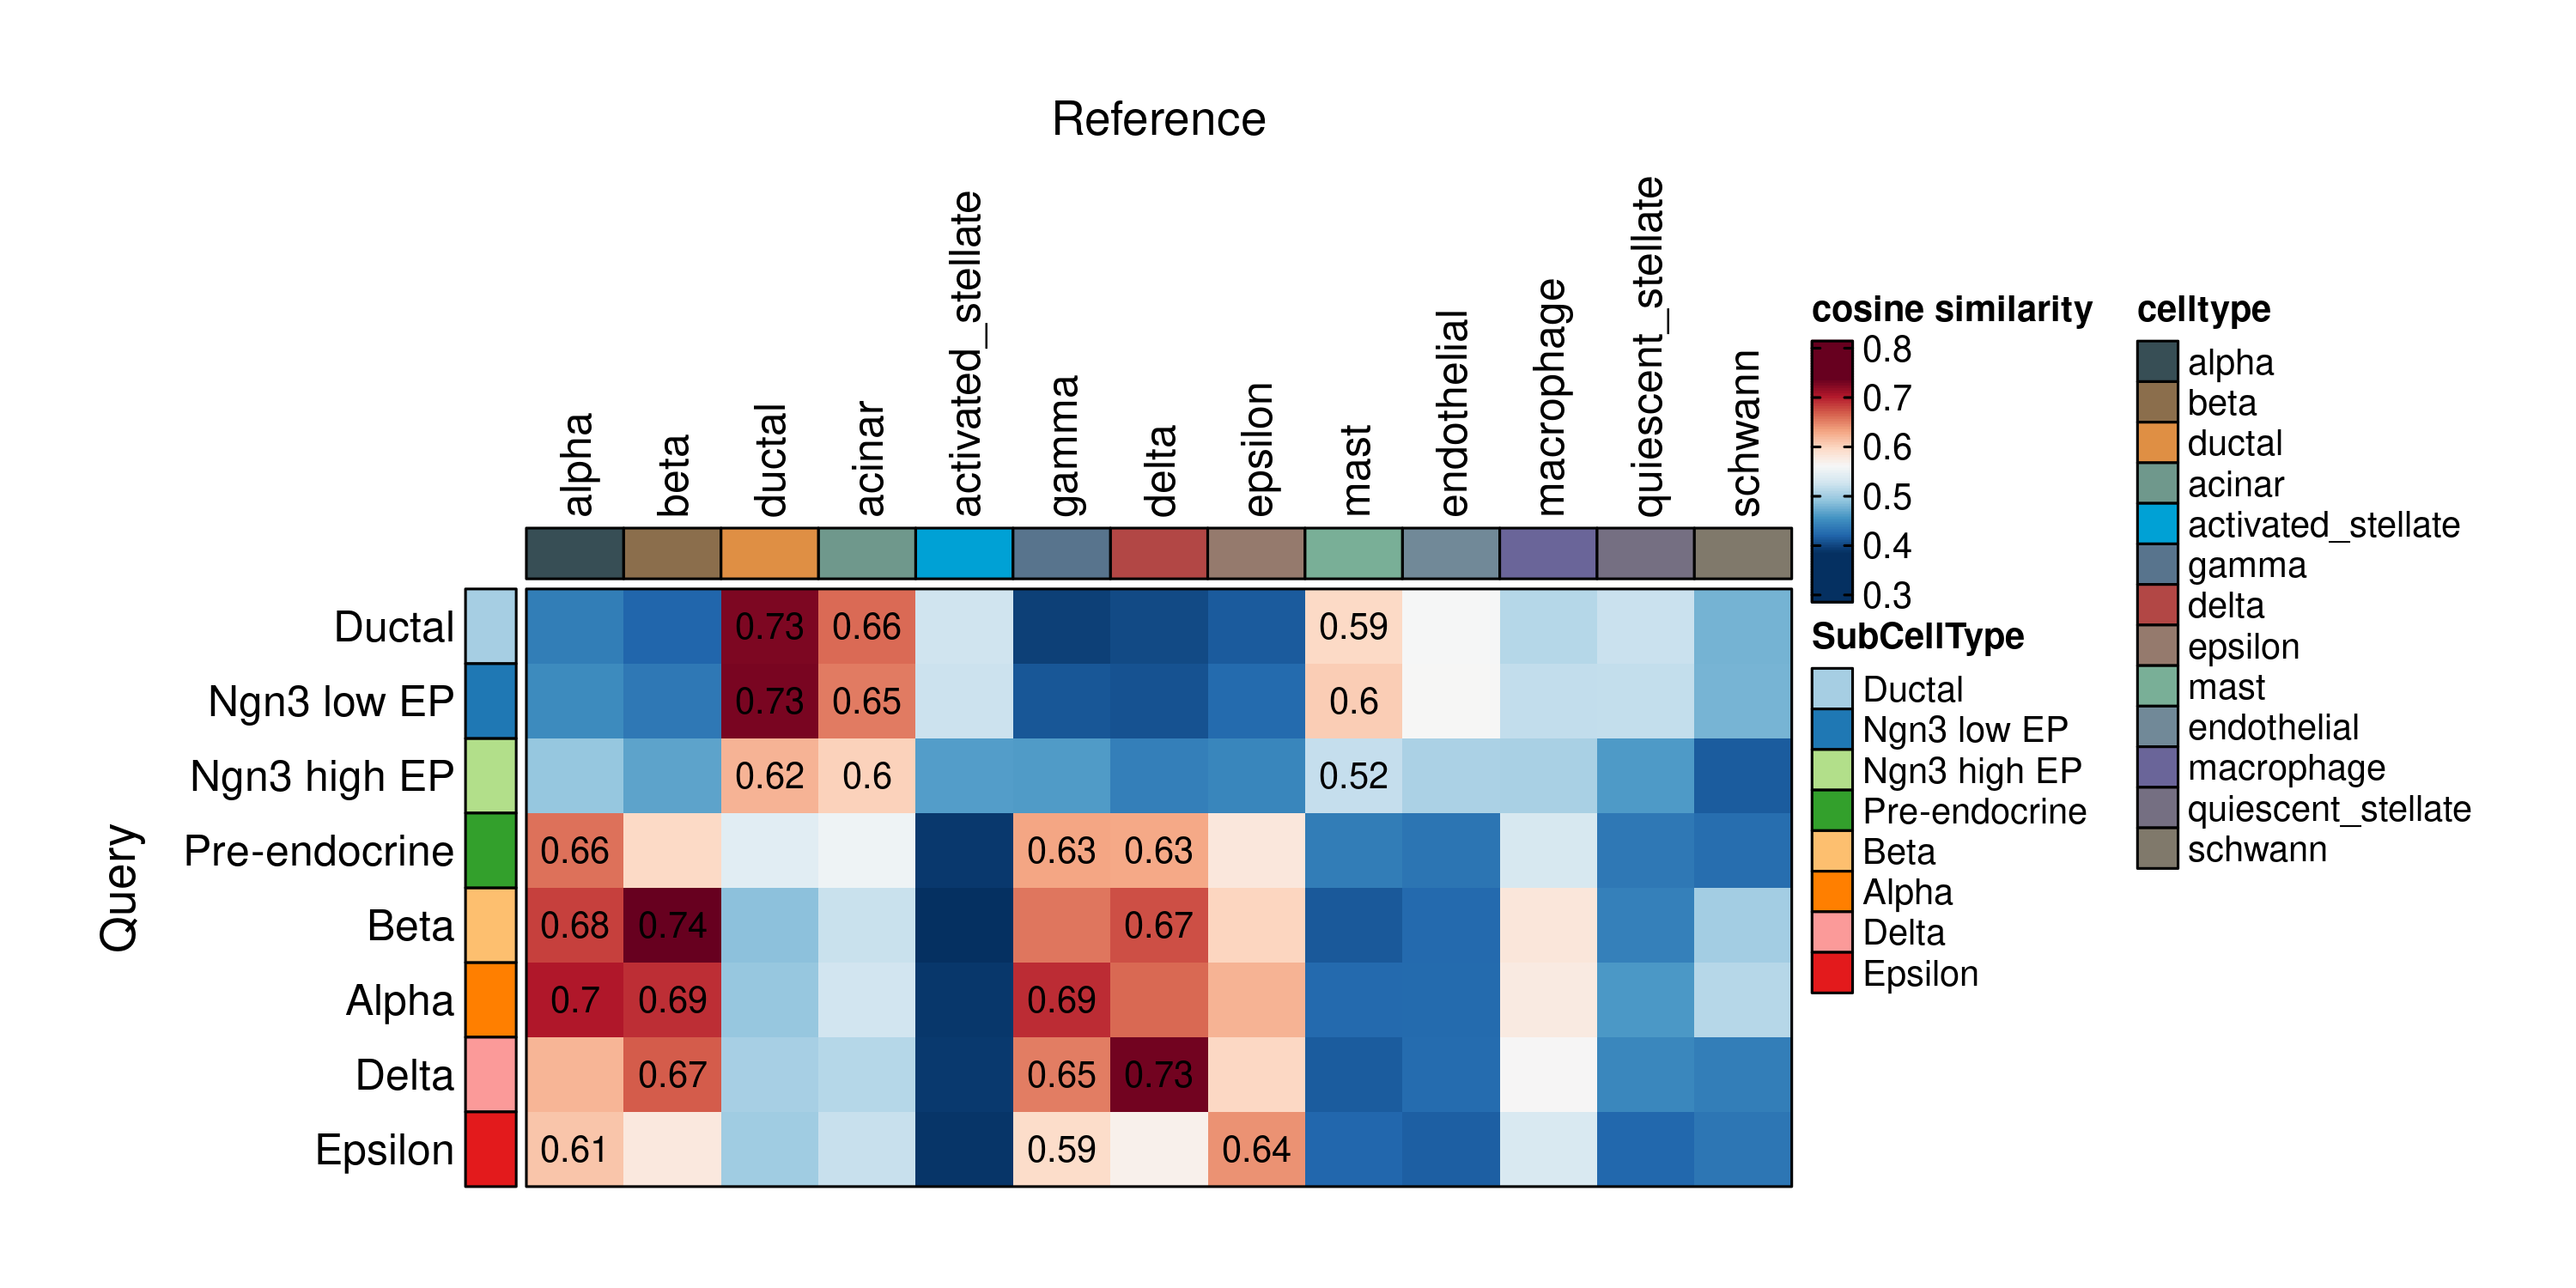 Reference
alpha
beta
ductal
acinar
activated_stellate
gamma
delta
epsilon
mast
endothelial
macrophage
quiescent_stellate
schwann
Query
Ductal 0.73 0.66 0.59
Ngn3 low EP 0.73 0.65 0.6
Ngn3 high EP 0.62 0.6 0.52
Pre-endocrine 0.66 0.63 0.63
Beta 0.68 0.74 0.67
Alpha 0.7 0.69 0.69
Delta 0.67 0.65 0.73
Epsilon 0.61 0.59 0.64
cosine similarity
0.8
0.7
0.6
0.5
0.4
0.3
SubCellType
Ductal
Ngn3 low EP
Ngn3 high EP
Pre-endocrine
Beta
Alpha
Delta
Epsilon
celltype
alpha
beta
ductal
acinar
activated_stellate
gamma
delta
epsilon
mast
endothelial
macrophage
quiescent_stellate
schwann